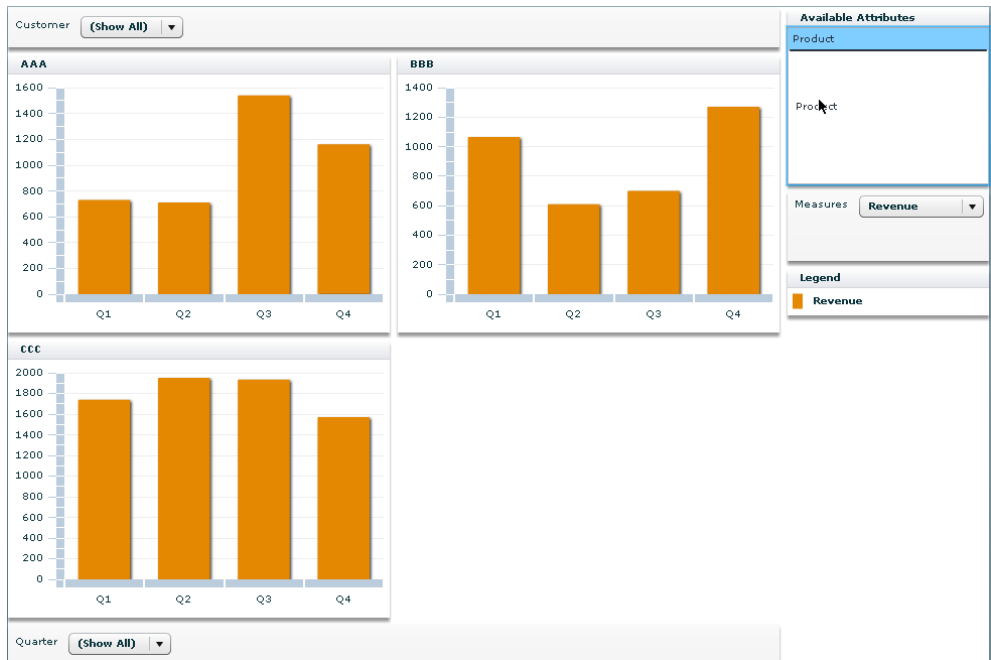 Customer (Show All)
AAA
1600
1400
1200
1000
800
600
400
200
0
Q1 Q2 Q3 Q4
BBB
1400
1200
1000
800
600
400
200
0
Q1 Q2 Q3 Q4
CCC
2000
1800
1600
1400
1200
1000
800
600
400
200
0
Q1 Q2 Q3 Q4
Quarter (Show All)
Available Attributes
Product
Product
Measures Revenue
Legend
Revenue